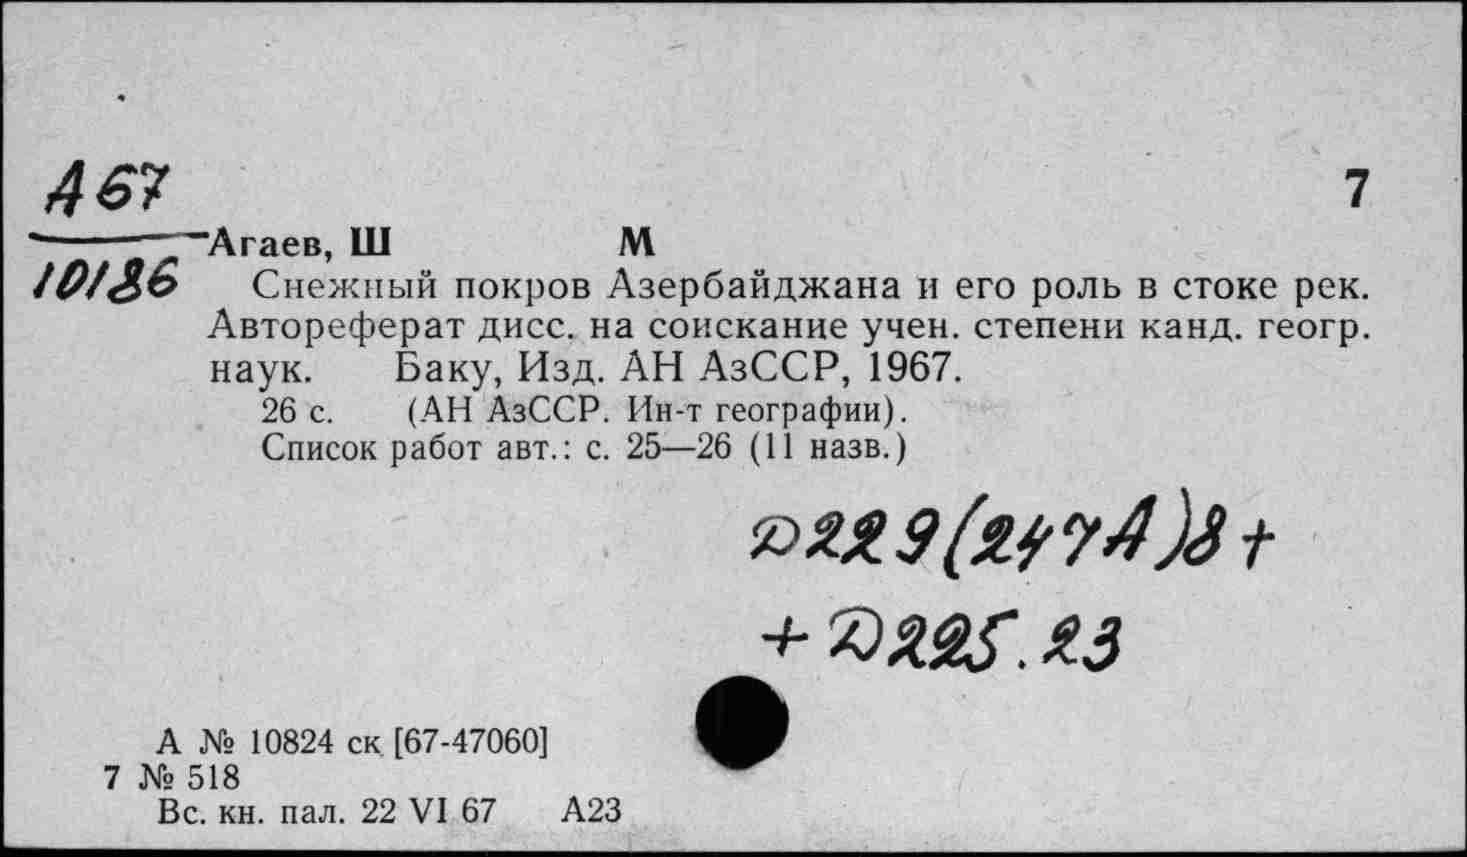 А67
7
Агаев, Ш М
10186
Снежный покров Азербайджана и его роль в стоке рек.
Автореферат дисс. на соискание учен. степени канд. геогр.
наук. Баку, Изд. АН АзССР, 1967.
26 с. (АН АзССР. Ин-т географии).
Список работ авт.: с. 25—26 (11 назв.)
Д229(247А)8+
+Д225.23
А № 10824 ск [67-47060]
7 № 518
Вс. кн. пал. 22 VI 67 А23